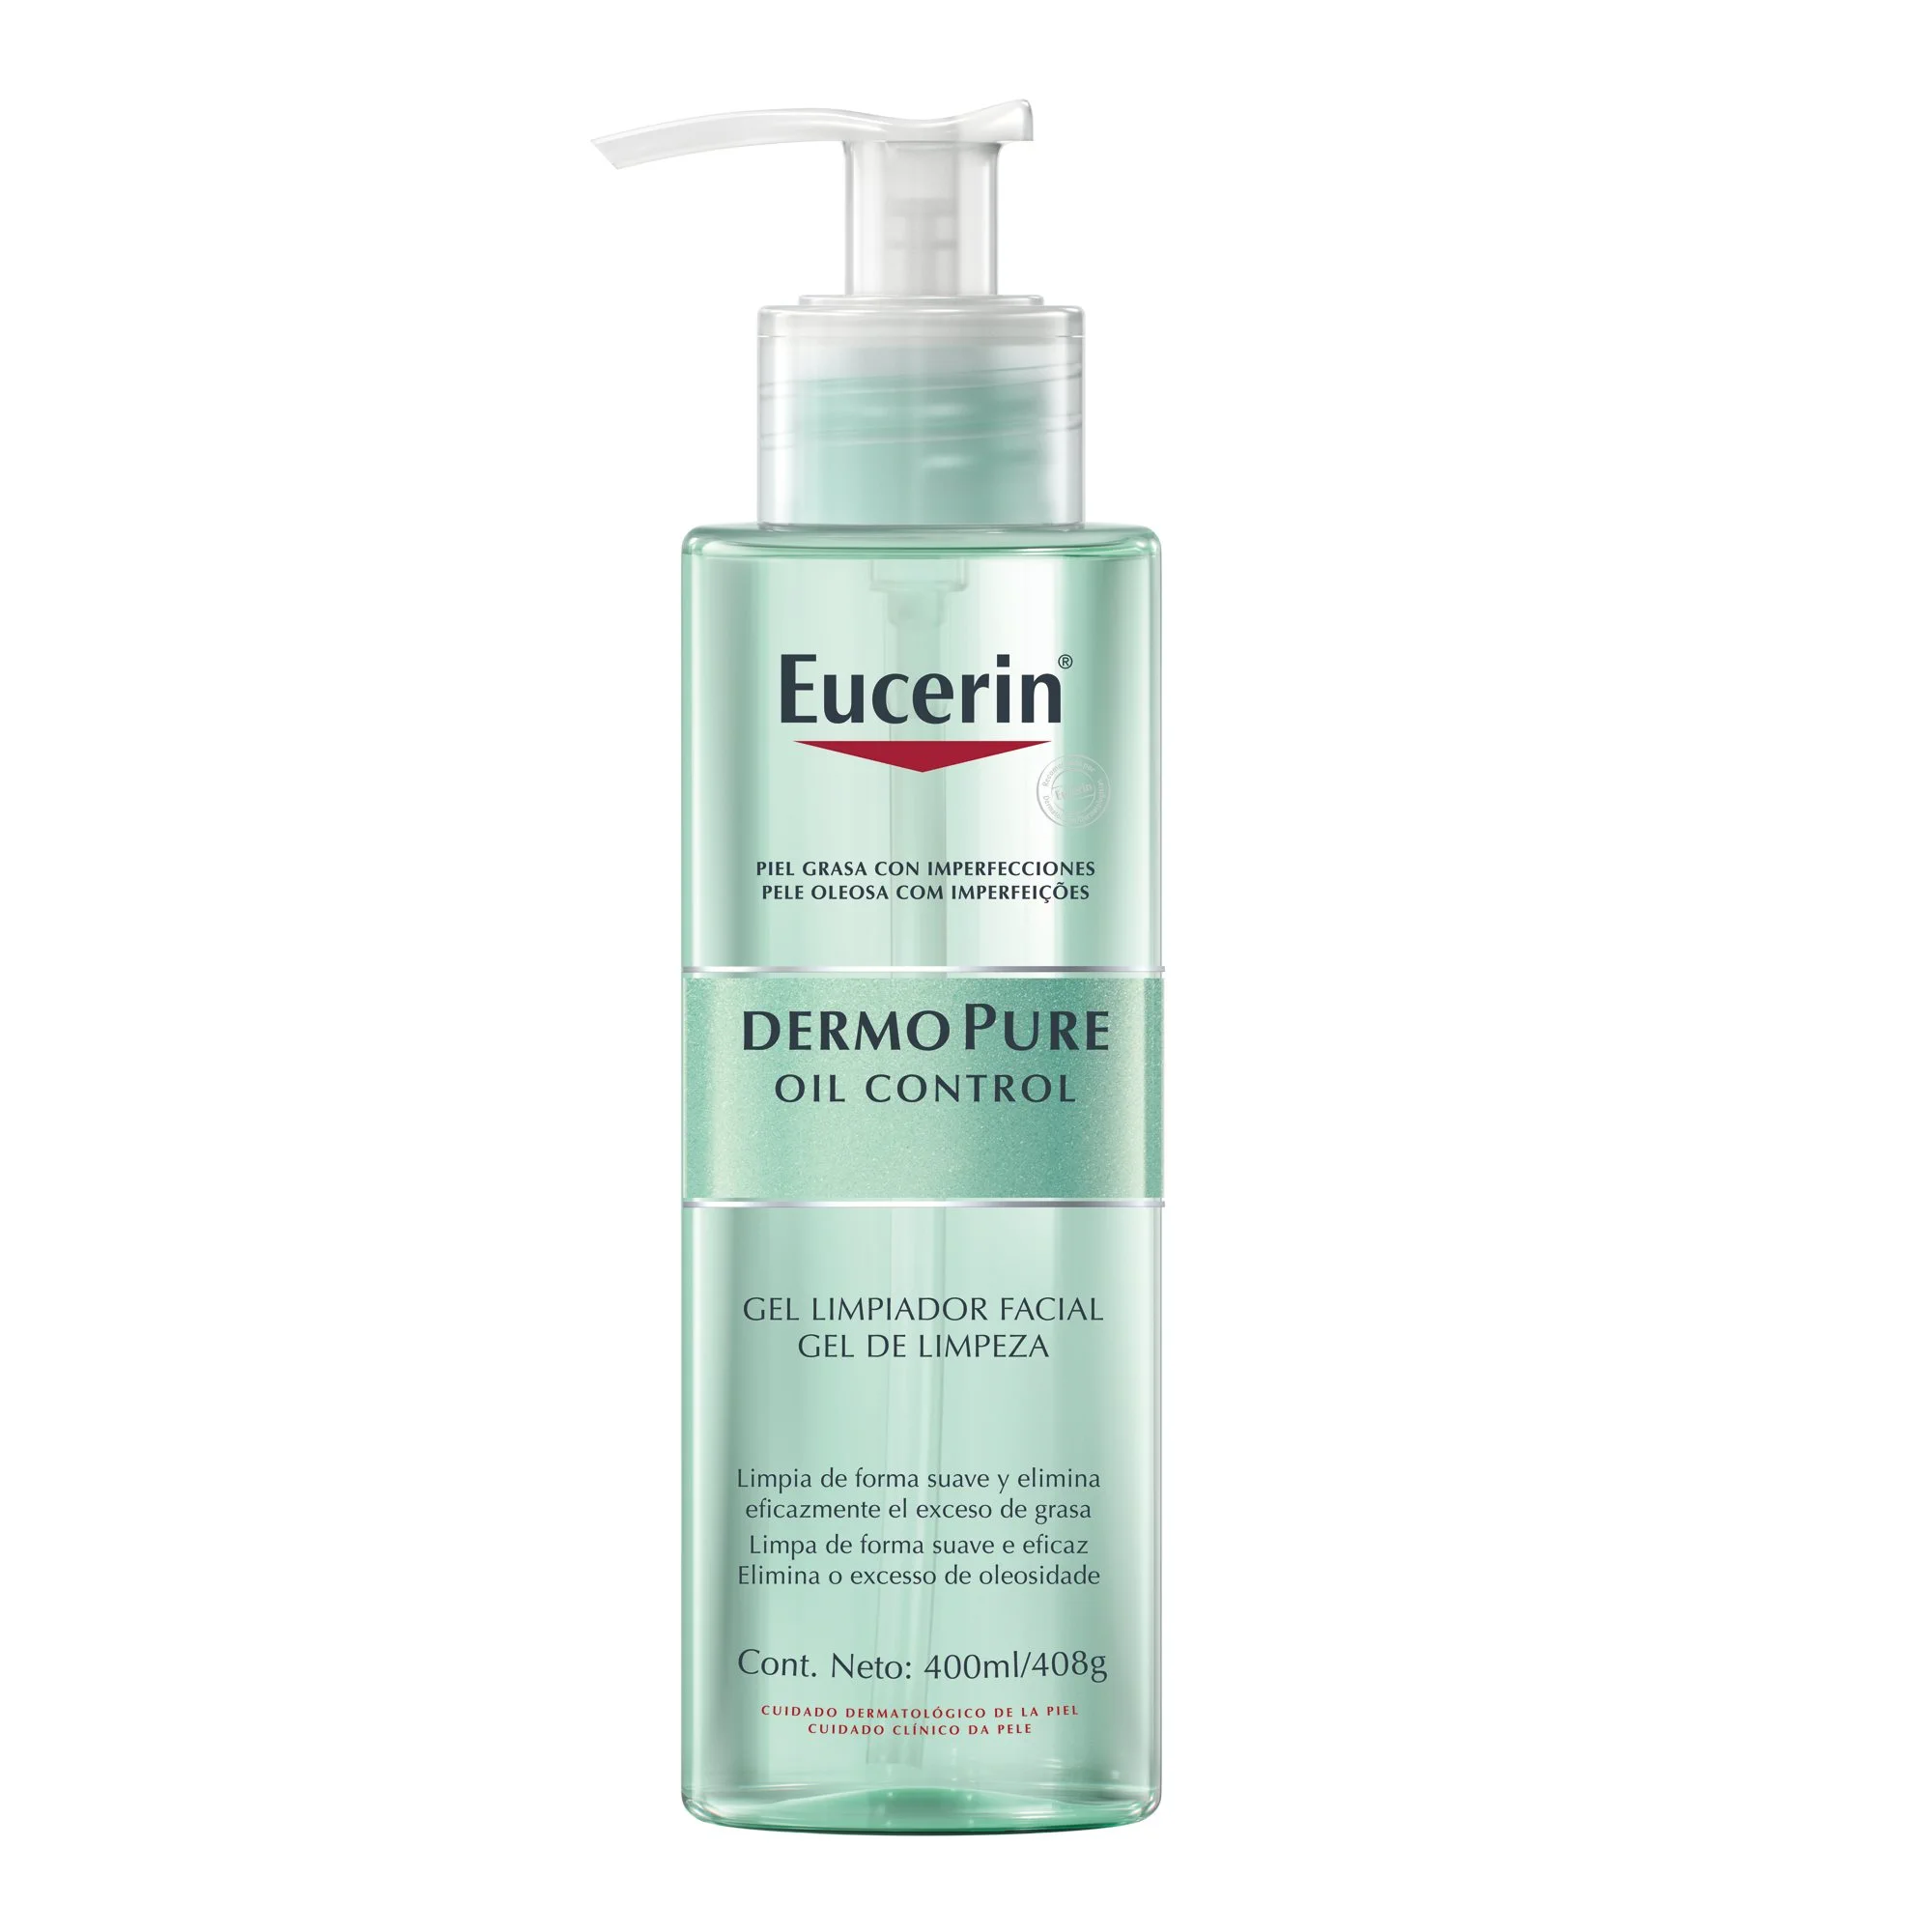 Eucerin®
PIEL GRASA CON IMPERFECCIONES
PELE OLEOSA COM IMPERFEIÇÕES
DERMOPURE
OIL CONTROL
GEL LIMPIADOR FACIAL
GEL DE LIMPEZA
Limpia de forma suave y elimina
eficazmente el exceso de grasa
Limpa de forma suave e eficaz
Elimina o excesso de oleosidade
Cont. Neto: 400ml/408g
CUIDADO DERMATOLÓGICO DE LA PIEL
CUIDADO CLÍNICO DA PELE